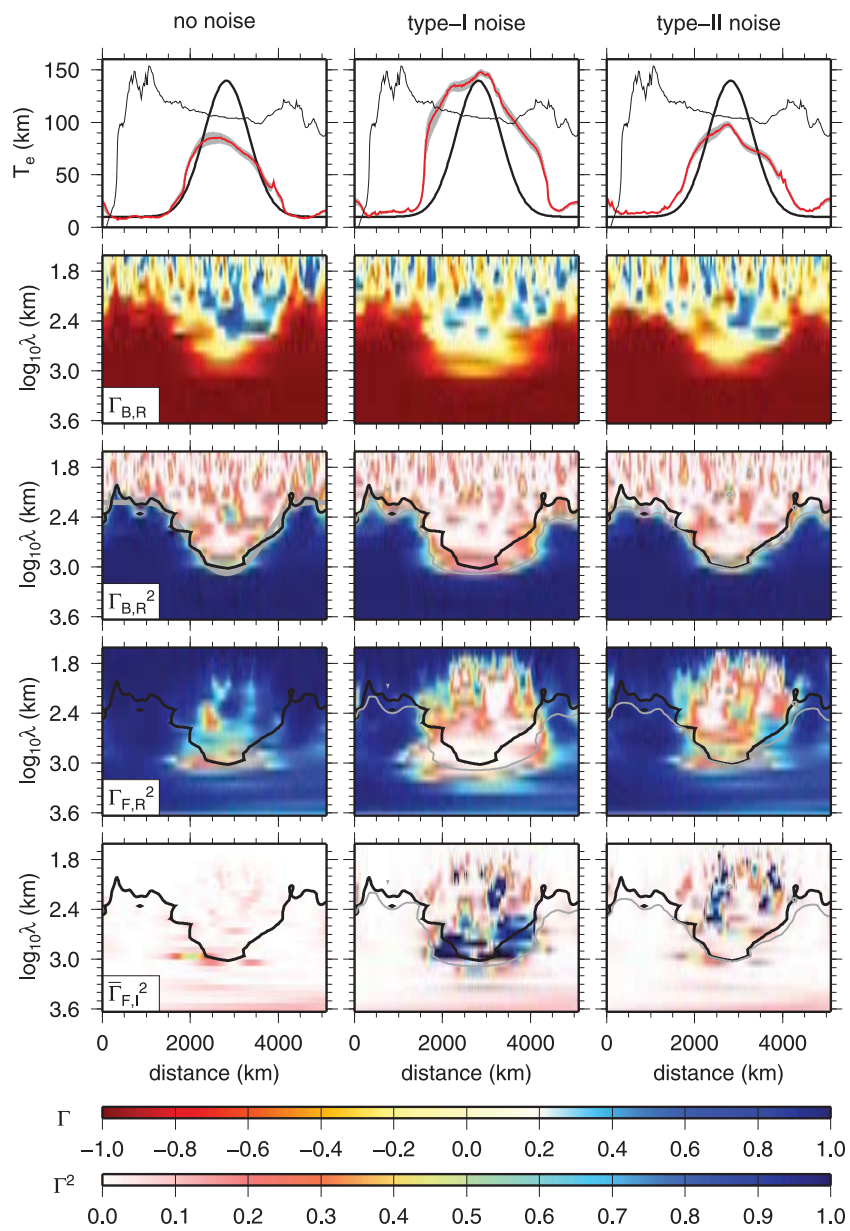 no noise type–I noise type–II noise
150
100
50
0
T_e (km)
1.8
2.4
3.0
3.6
log₁₀λ (km)
Γ_B,R
1.8
2.4
3.0
3.6
log₁₀λ (km)
Γ_B,R²
1.8
2.4
3.0
3.6
log₁₀λ (km)
Γ_F,R²
1.8
2.4
3.0
3.6
log₁₀λ (km)
Γ̅_F,I²
0 2000 4000 0 2000 4000 0 2000 4000
distance (km) distance (km) distance (km)
Γ
−1.0 −0.8 −0.6 −0.4 −0.2 0.0 0.2 0.4 0.6 0.7 0.8 1.0
Γ²
0.0 0.1 0.2 0.3 0.4 0.5 0.6 0.7 0.8 0.9 1.0